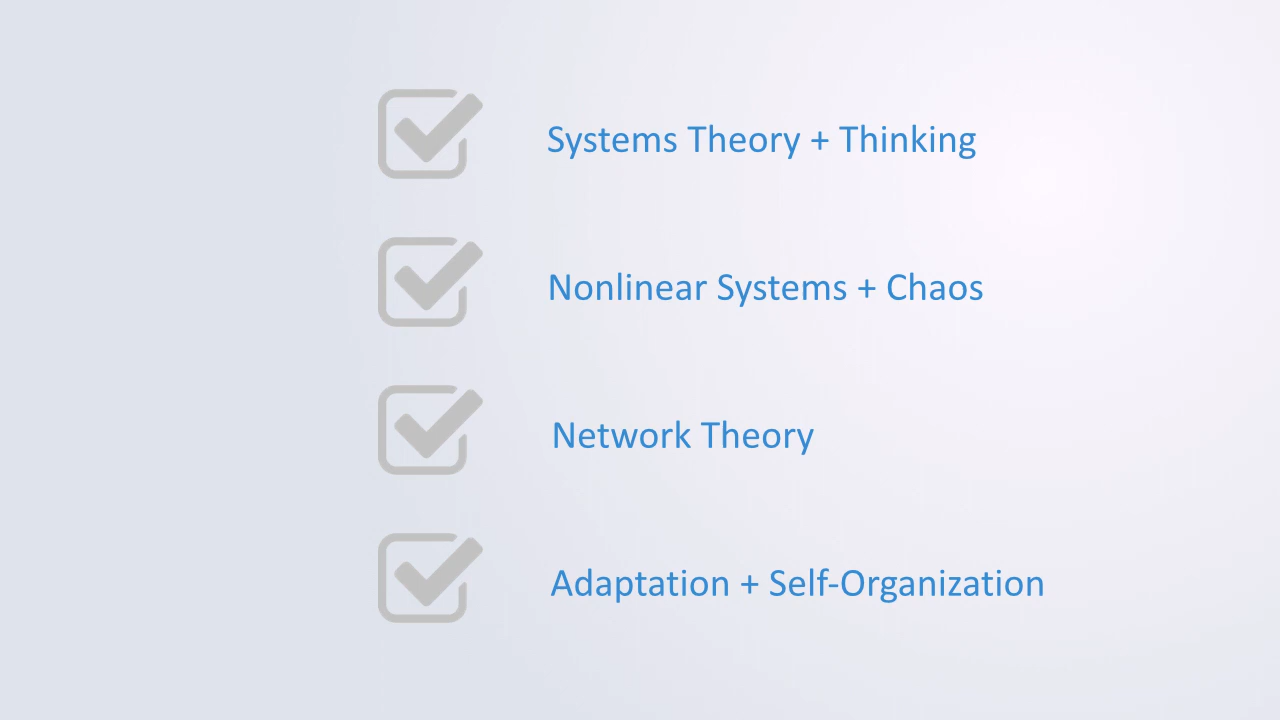 Systems Theory + Thinking
Nonlinear Systems + Chaos
Network Theory
Adaptation + Self-Organization